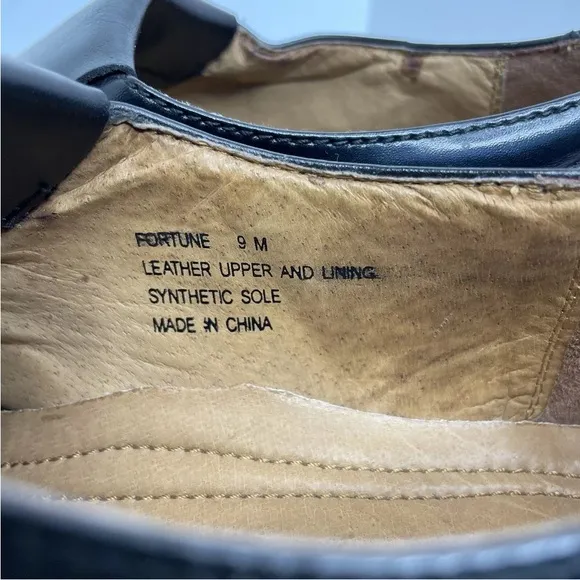 FORTUNE 9 M
LEATHER UPPER AND LINING
SYNTHETIC SOLE
MADE IN CHINA